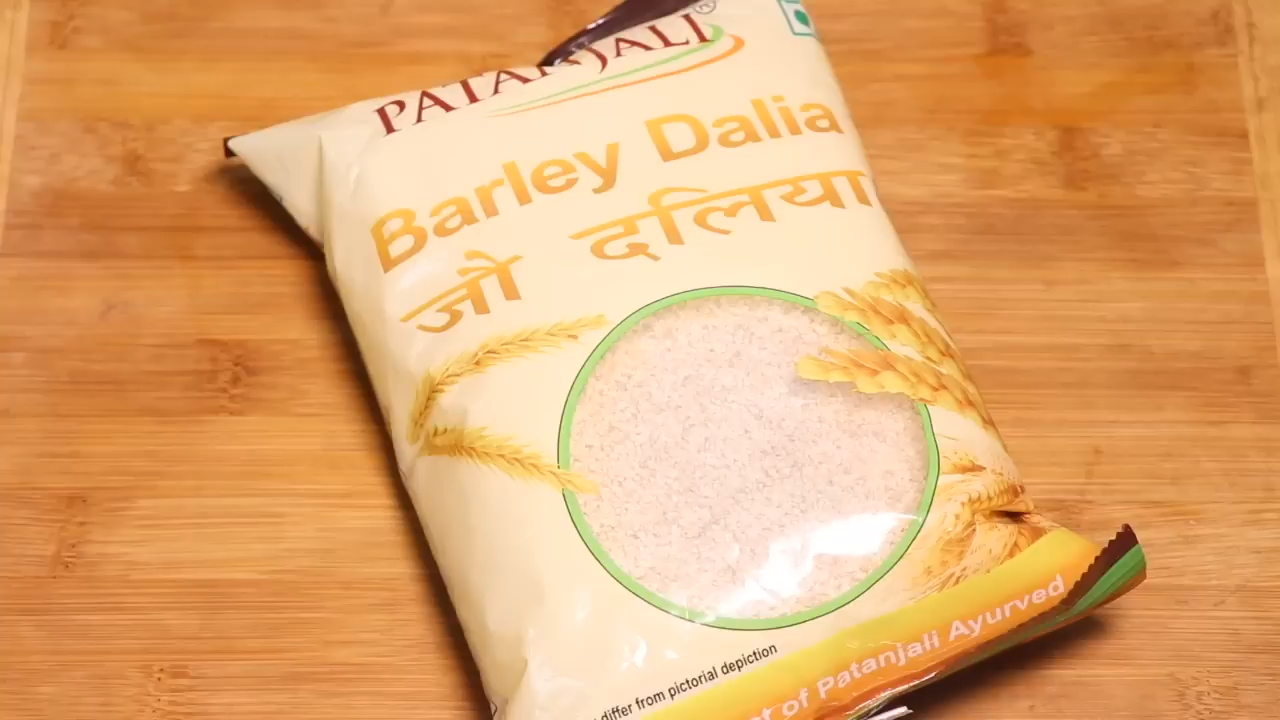 PATANJALI®
Barley Dalia
जौ दलिया
differ from pictorial depiction
of Patanjali Ayurved